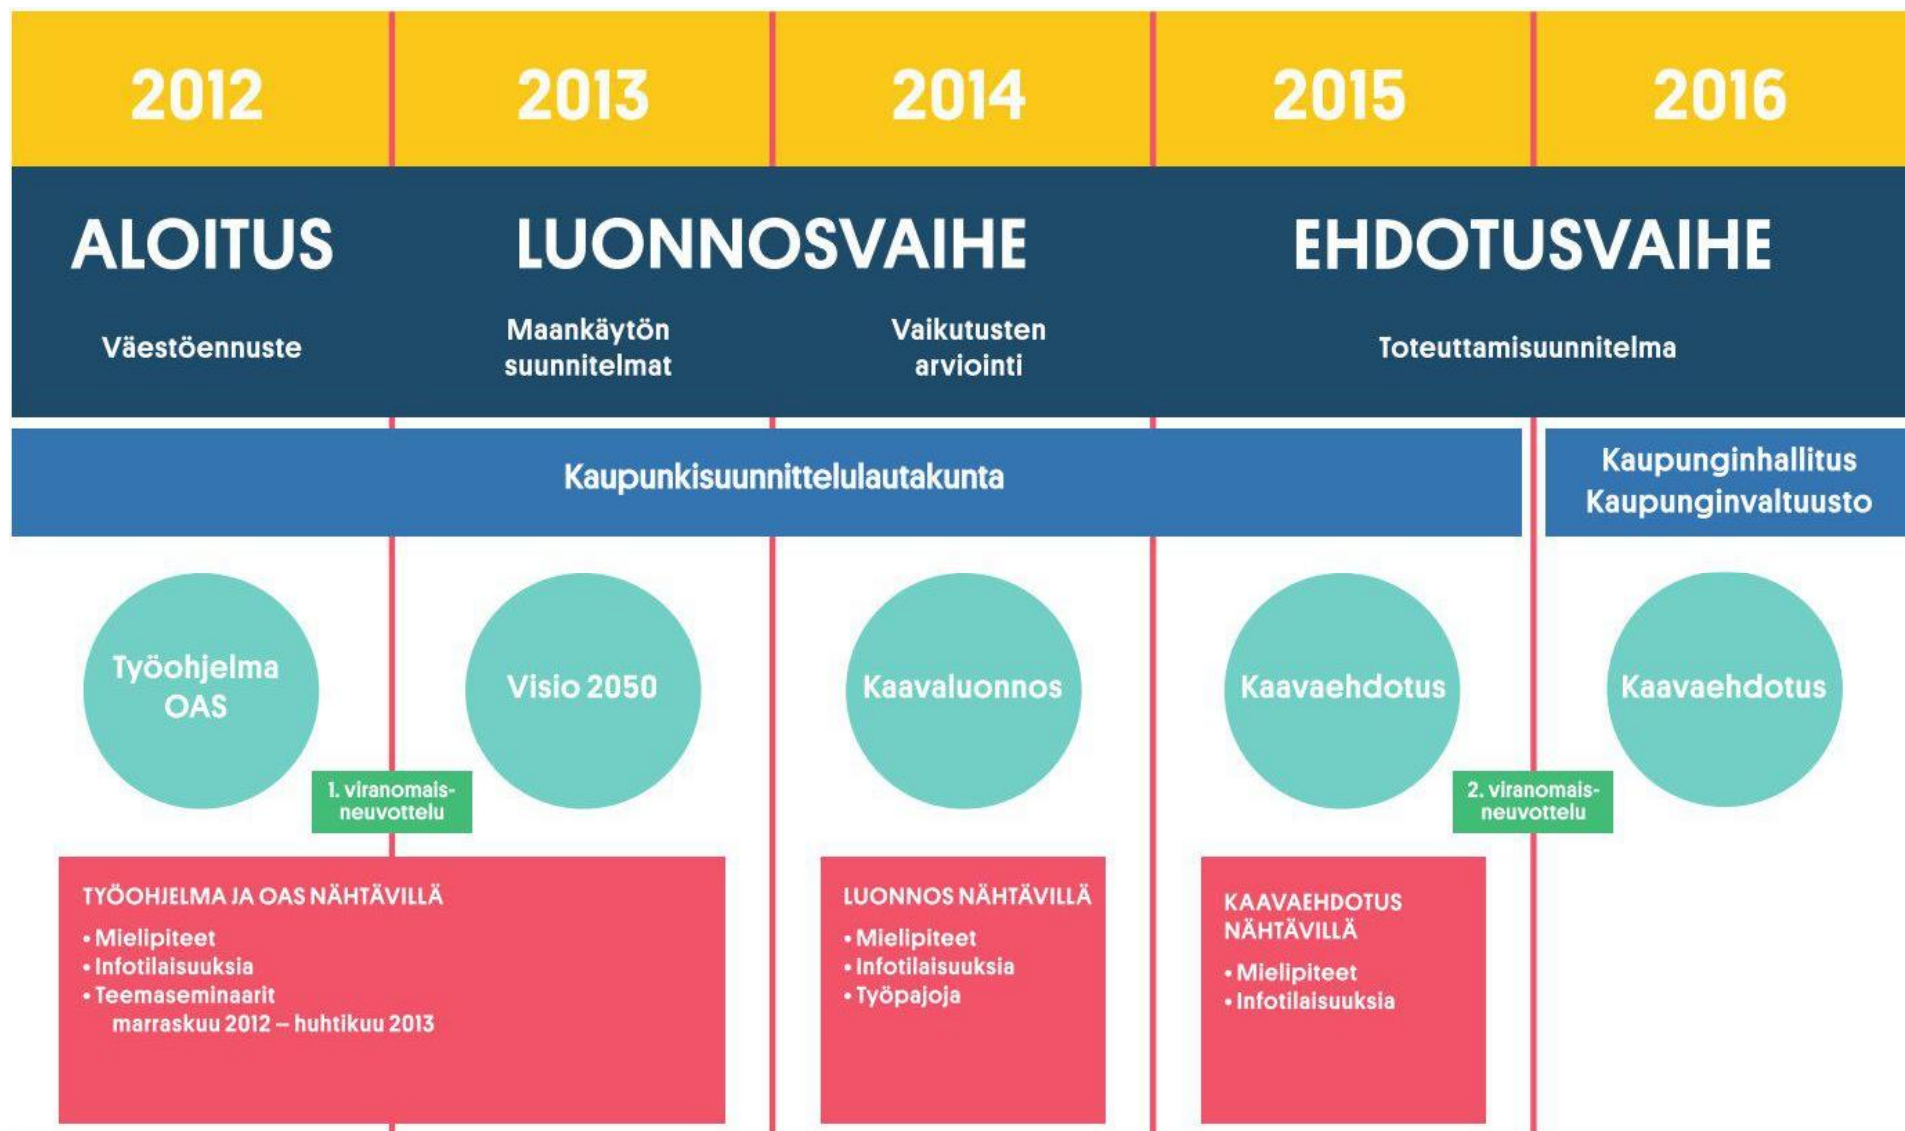 2012
2013
2014
2015
2016
ALOITUS
LUONNOSVAIHE
EHDOTUSVAIHE
Väestöennuste
Maankäytön
suunnitelmat
Vaikutusten
arviointi
Toteuttamisuunnitelma
Kaupunkisuunnittelulautakunta
Kaupunginhallitus
Kaupunginvaltuusto
Työohjelma
OAS
Visio 2050
Kaavaluonnos
Kaavaehdotus
Kaavaehdotus
1. viranomais-
neuvottelu
2. viranomais-
neuvottelu
TYÖOHJELMA JA OAS NÄHTÄVILLÄ
• Mielipiteet
• Infotilaisuuksia
• Teemaseminaarit
marraskuu 2012 – huhtikuu 2013
LUONNOS NÄHTÄVILLÄ
• Mielipiteet
• Infotilaisuuksia
• Työpajoja
KAAVAEHDOTUS
NÄHTÄVILLÄ
• Mielipiteet
• Infotilaisuuksia